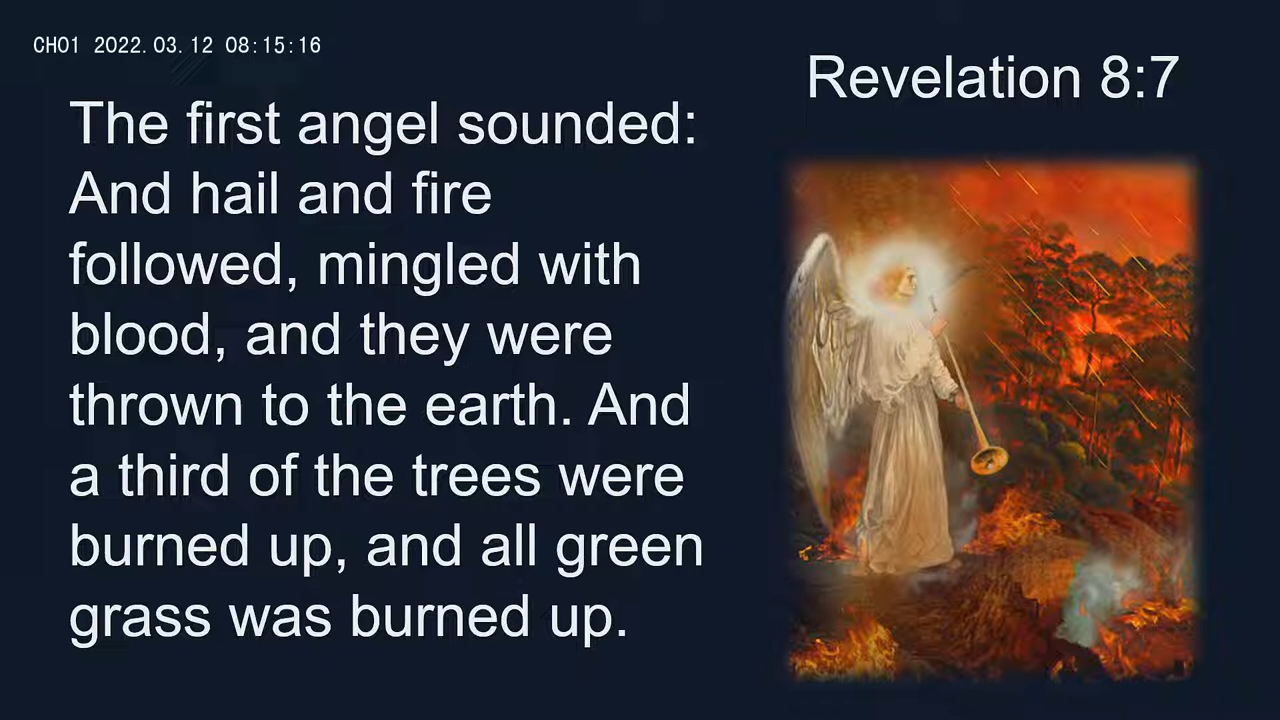 CH01 2022.03.12 08:15:16
Revelation 8:7
The first angel sounded:
And hail and fire
followed, mingled with
blood, and they were
thrown to the earth. And
a third of the trees were
burned up, and all green
grass was burned up.